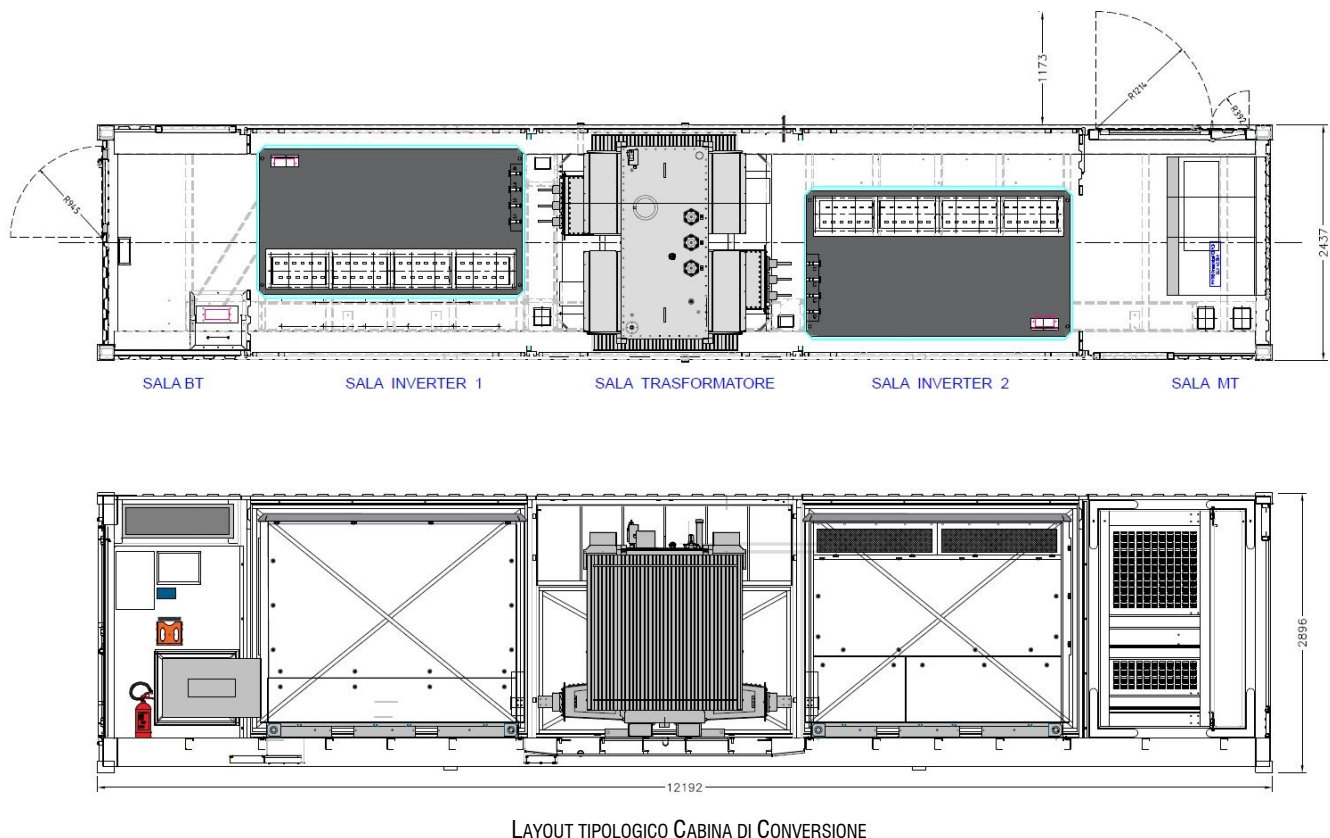 1173
R1214
R392
R945
2437
SALA BT
SALA INVERTER 1
SALA TRASFORMATORE
SALA INVERTER 2
SALA MT
2896
12192
LAYOUT TIPOLOGICO CABINA DI CONVERSIONE